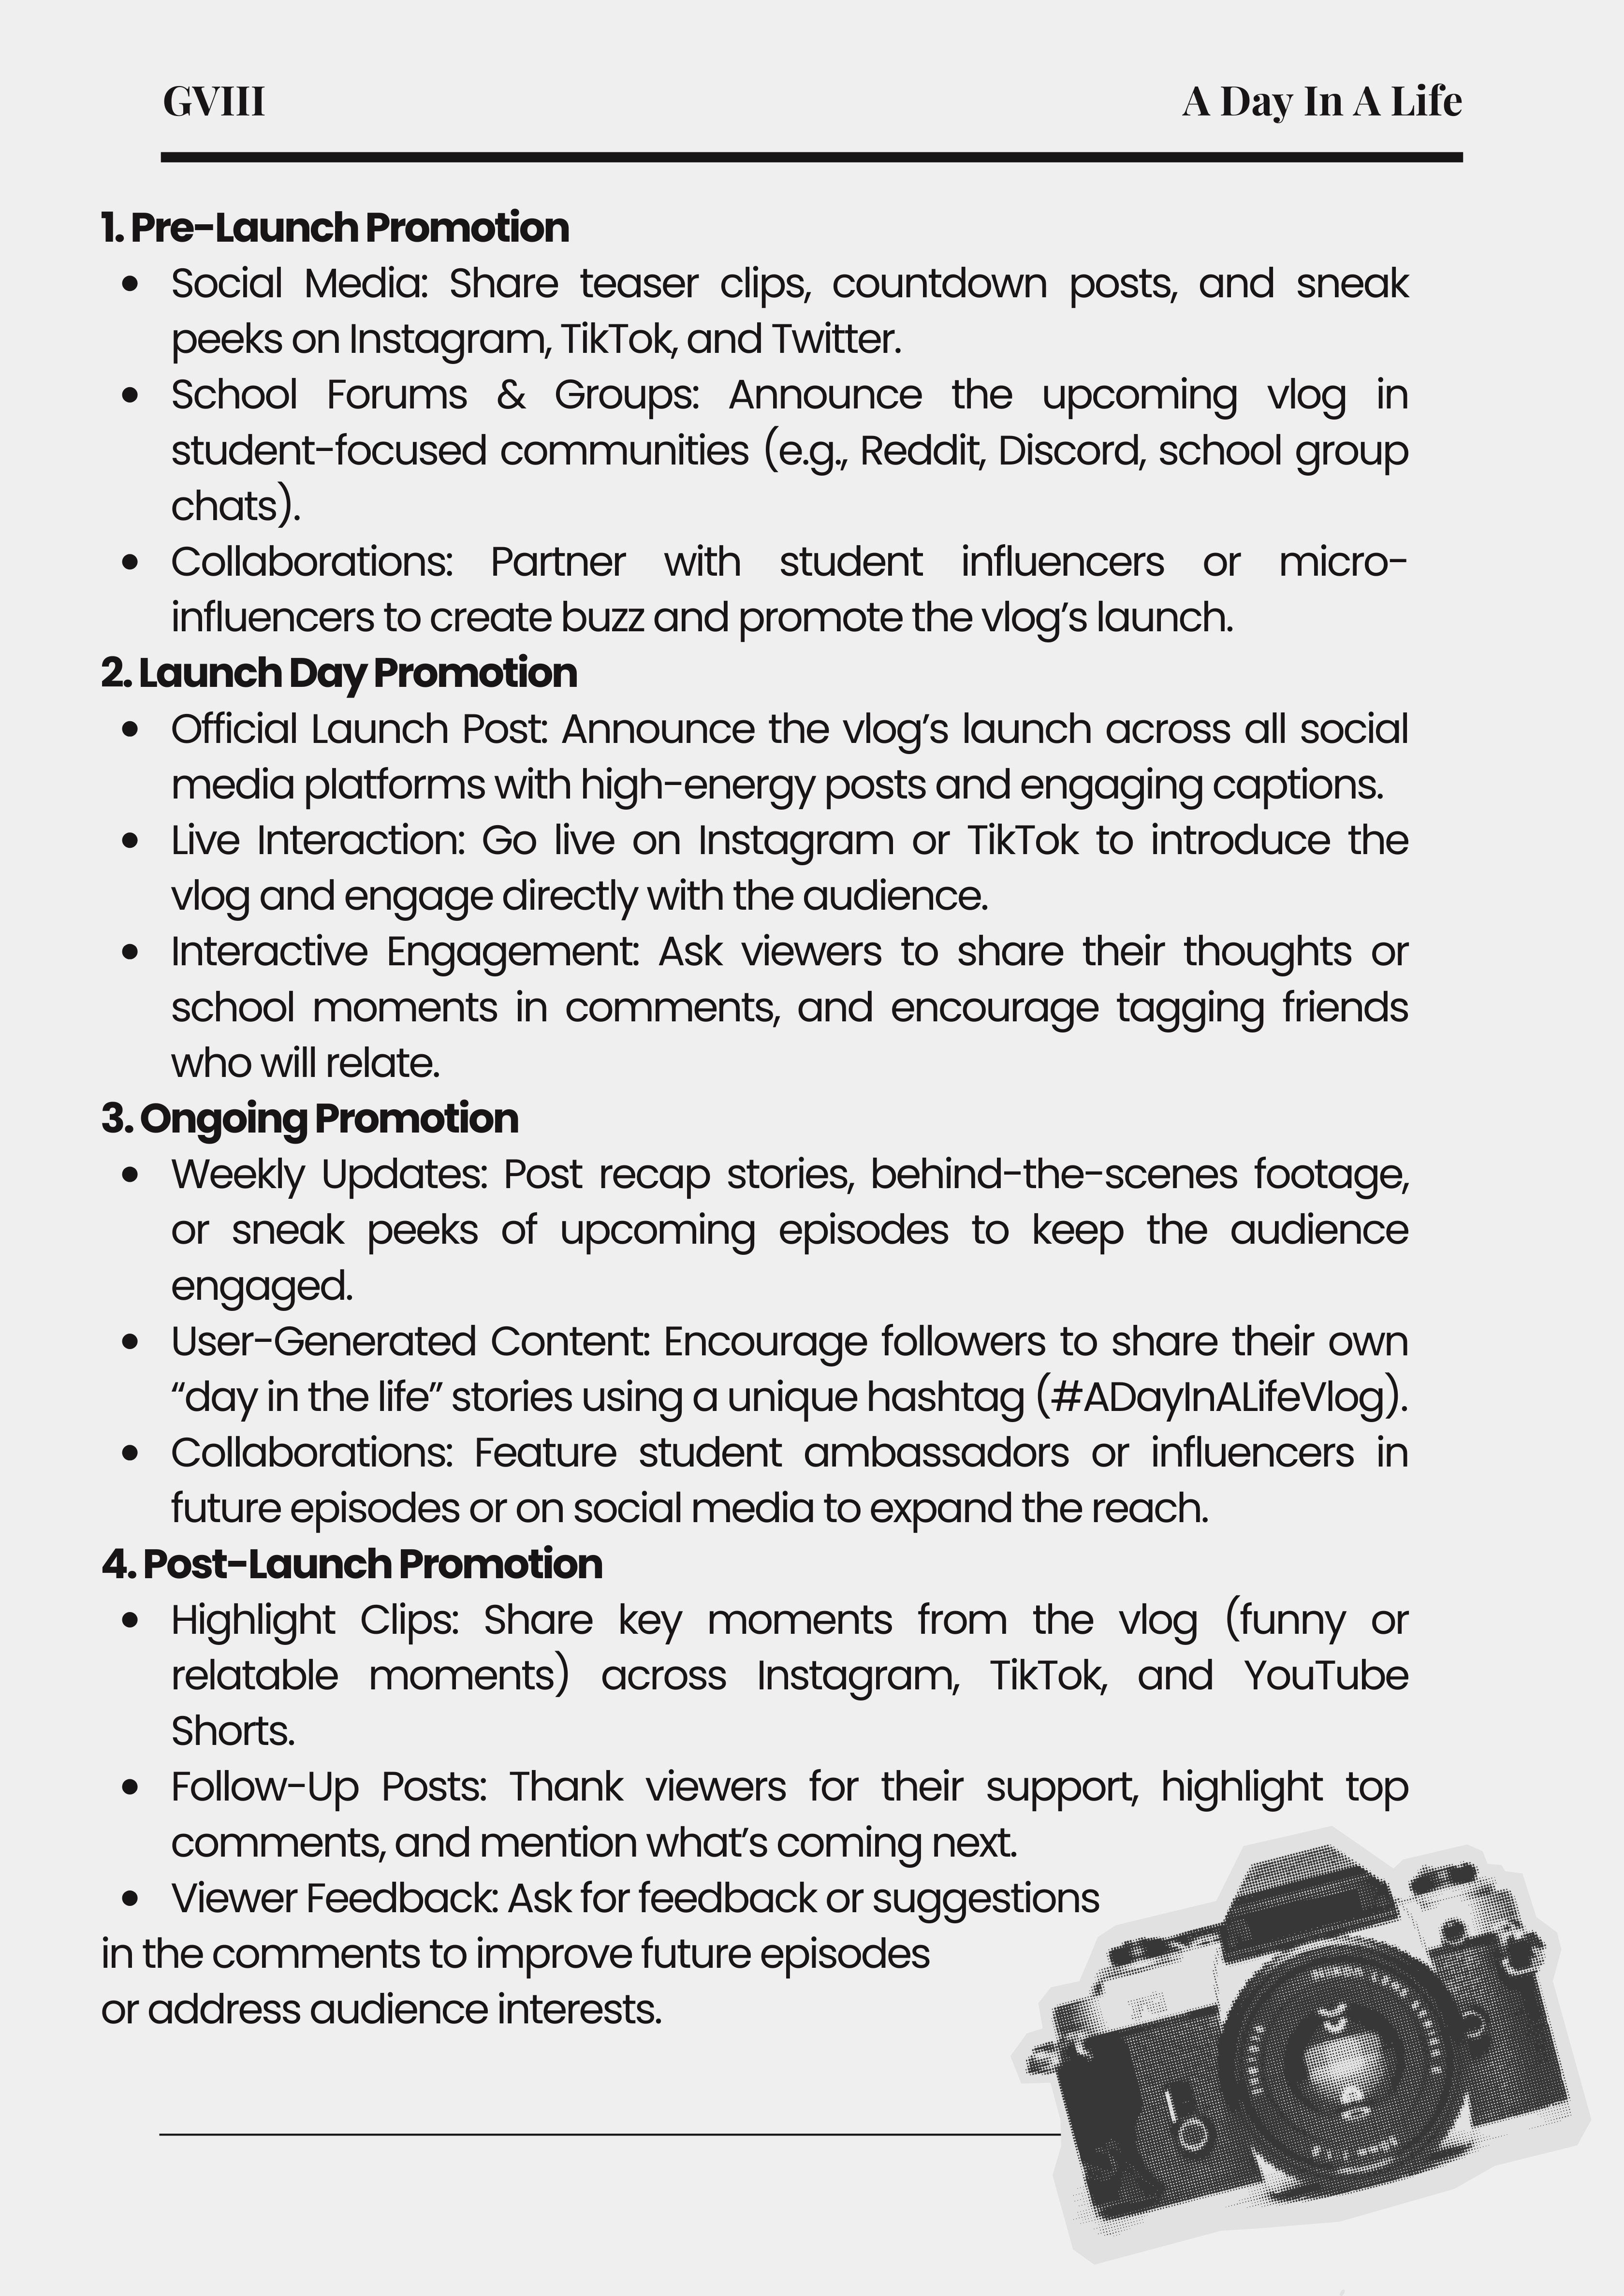 GVIII
A Day In A Life
1. Pre-Launch Promotion
• Social Media: Share teaser clips, countdown posts, and sneak
peeks on Instagram, TikTok, and Twitter.
• School Forums & Groups: Announce the upcoming vlog in
student-focused communities (e.g., Reddit, Discord, school group
chats).
• Collaborations: Partner with student influencers or micro-
influencers to create buzz and promote the vlog’s launch.
2. Launch Day Promotion
• Official Launch Post: Announce the vlog’s launch across all social
media platforms with high-energy posts and engaging captions.
• Live Interaction: Go live on Instagram or TikTok to introduce the
vlog and engage directly with the audience.
• Interactive Engagement: Ask viewers to share their thoughts or
school moments in comments, and encourage tagging friends
who will relate.
3. Ongoing Promotion
• Weekly Updates: Post recap stories, behind-the-scenes footage,
or sneak peeks of upcoming episodes to keep the audience
engaged.
• User-Generated Content: Encourage followers to share their own
“day in the life” stories using a unique hashtag (#ADayInALifeVlog).
• Collaborations: Feature student ambassadors or influencers in
future episodes or on social media to expand the reach.
4. Post-Launch Promotion
• Highlight Clips: Share key moments from the vlog (funny or
relatable moments) across Instagram, TikTok, and YouTube
Shorts.
• Follow-Up Posts: Thank viewers for their support, highlight top
comments, and mention what’s coming next.
• Viewer Feedback: Ask for feedback or suggestions
in the comments to improve future episodes
or address audience interests.